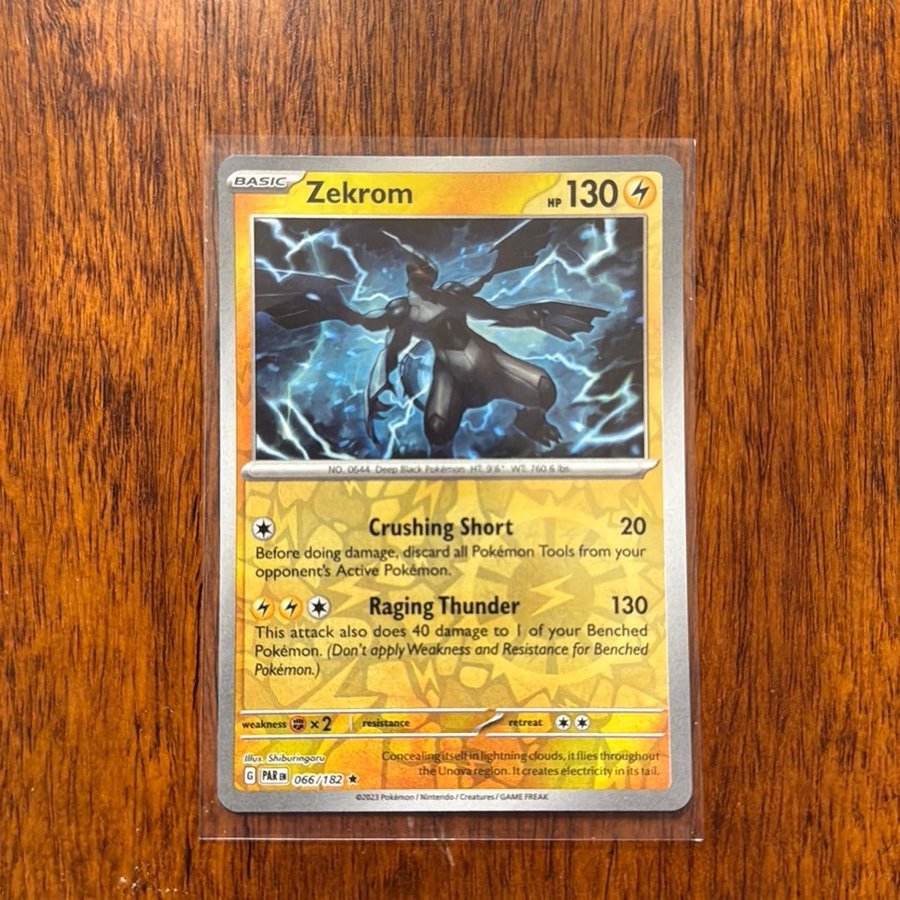 BASIC Zekrom HP 130
NO. 0644 Deep Black Pokémon HT: 9'6" WT: 760.6 lbs.
Crushing Short 20
Before doing damage, discard all Pokémon Tools from your
opponent's Active Pokémon.
Raging Thunder 130
This attack also does 40 damage to 1 of your Benched
Pokémon. (Don't apply Weakness and Resistance for Benched
Pokémon.)
weakness ×2 resistance retreat
Illus. Shiburingaru
Concealing itself in lightning clouds, it flies throughout
the Unova region. It creates electricity in its tail.
G PAR EN 066/182 ★
©2023 Pokémon / Nintendo / Creatures / GAME FREAK